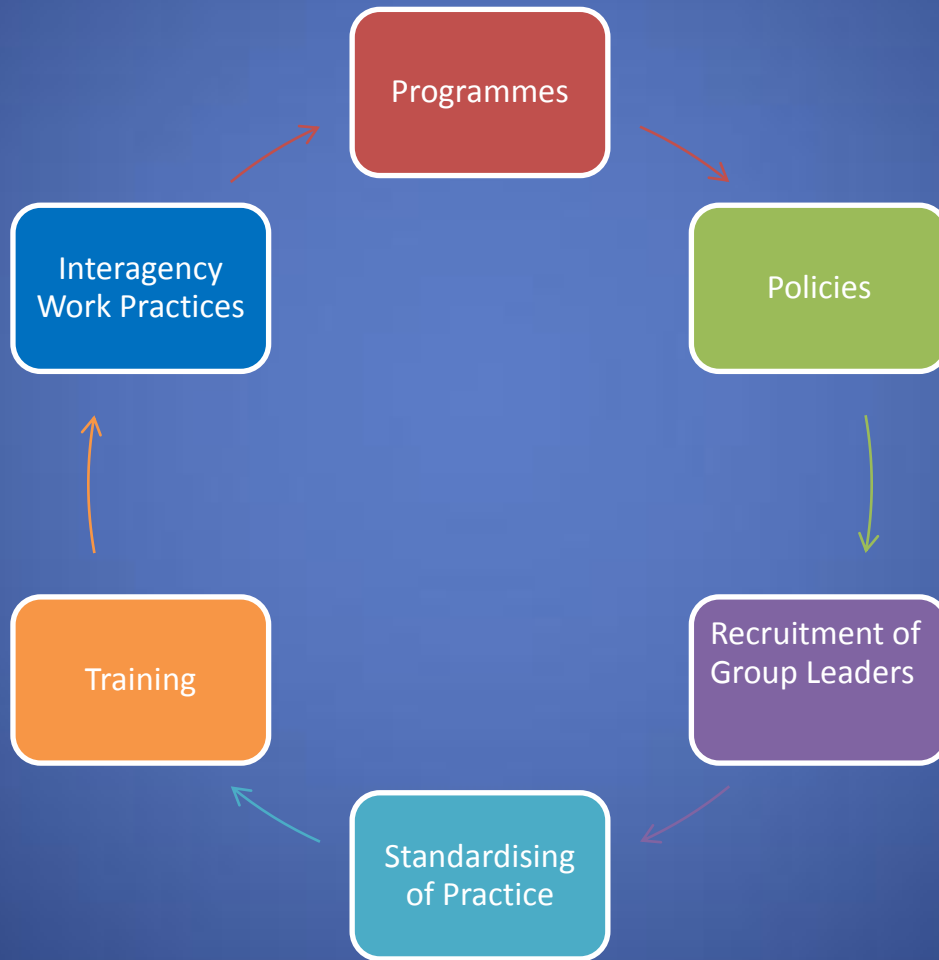 Programmes
Policies
Recruitment of
Group Leaders
Standardising
of Practice
Training
Interagency
Work Practices